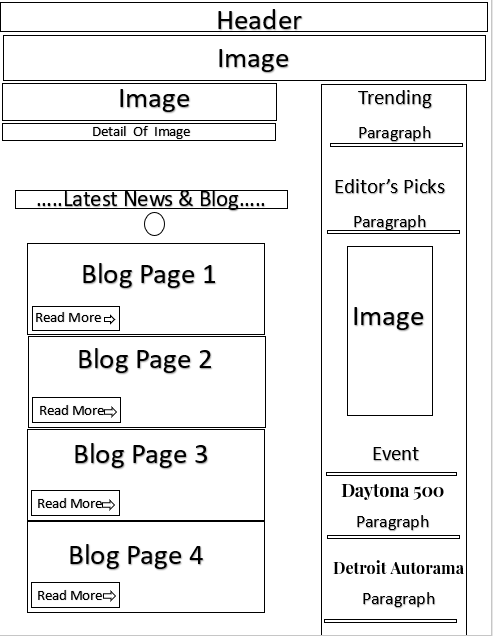 Header
Image
Image
Detail Of Image
.....Latest News & Blog.....
Blog Page 1
Read More
Blog Page 2
Read More
Blog Page 3
Read More
Blog Page 4
Read More
Trending
Paragraph
Editor’s Picks
Paragraph
Image
Event
Daytona 500
Paragraph
Detroit Autorama
Paragraph